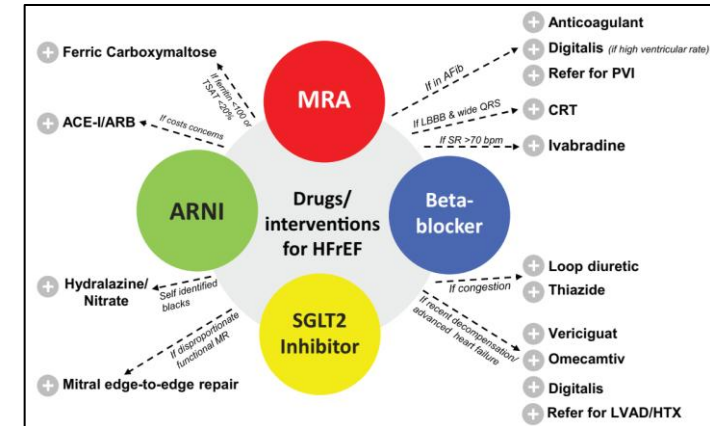 Anticoagulant
Digitalis (if high ventricular rate)
Refer for PVI
Ferric Carboxymaltose
If ferritin <100 or
TSAT <20%
MRA
If in AFib
ACE-I/ARB
If costs concerns
If LBBB & wide QRS
CRT
If SR >70 bpm
Ivabradine
ARNI
Drugs/
interventions
for HFrEF
Beta-
blocker
Hydralazine/
Nitrate
Self identified
blacks
If congestion
Loop diuretic
Thiazide
If disproportionate
functional MR
SGLT2
Inhibitor
If recent decompensation/
advanced heart failure
Mitral edge-to-edge repair
Vericiguat
Omecamtiv
Digitalis
Refer for LVAD/HTX